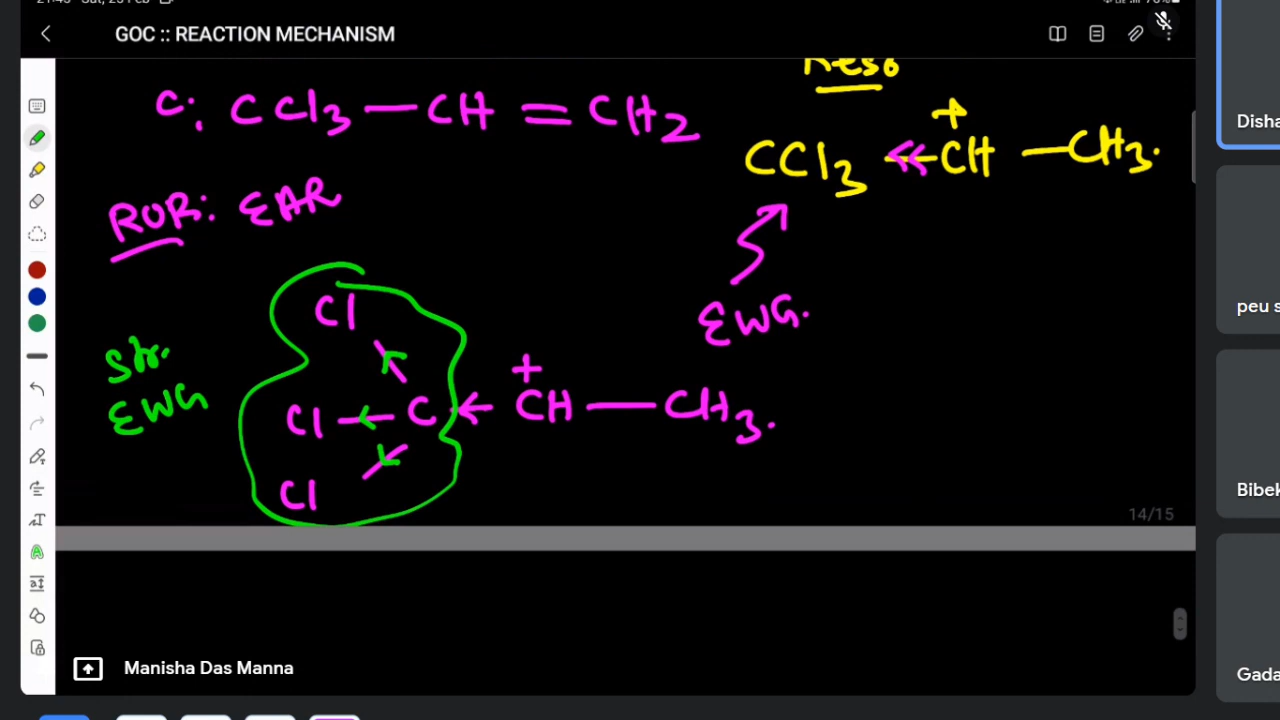 GOC :: REACTION MECHANISM
Reso
C: CCl3 — CH = CH2
CCl3 ← CH — CH3.
+
ROR: EAR
EWG.
Cl
Str.
EWG
Cl — C ← CH — CH3.
+
Cl
14/15
Manisha Das Manna
Disha
peu s
Bibek
Gada